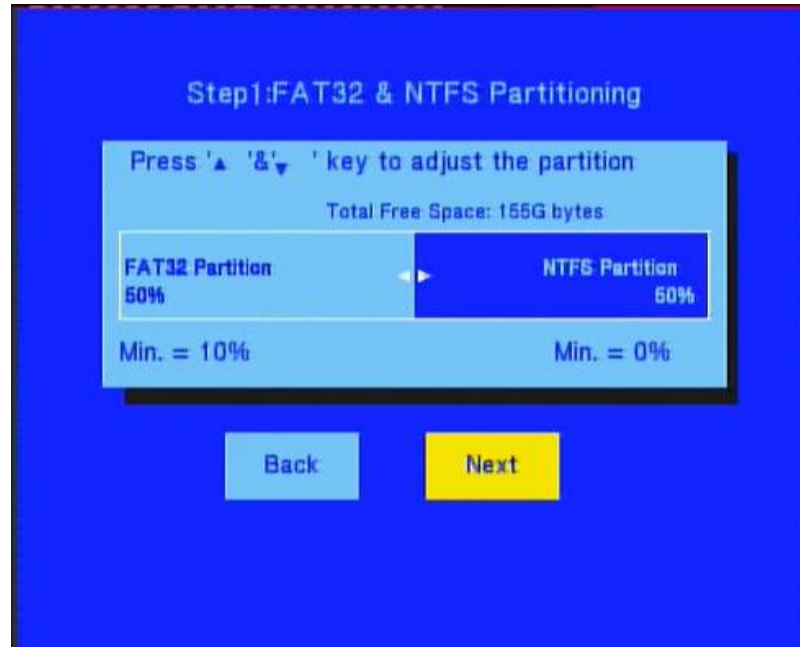 Step1:FAT32 & NTFS Partitioning
Press '▲ '&'▼ ' key to adjust the partition
Total Free Space: 155G bytes
FAT32 Partition
50%
NTFS Partition
50%
Min. = 10%
Min. = 0%
Back
Next